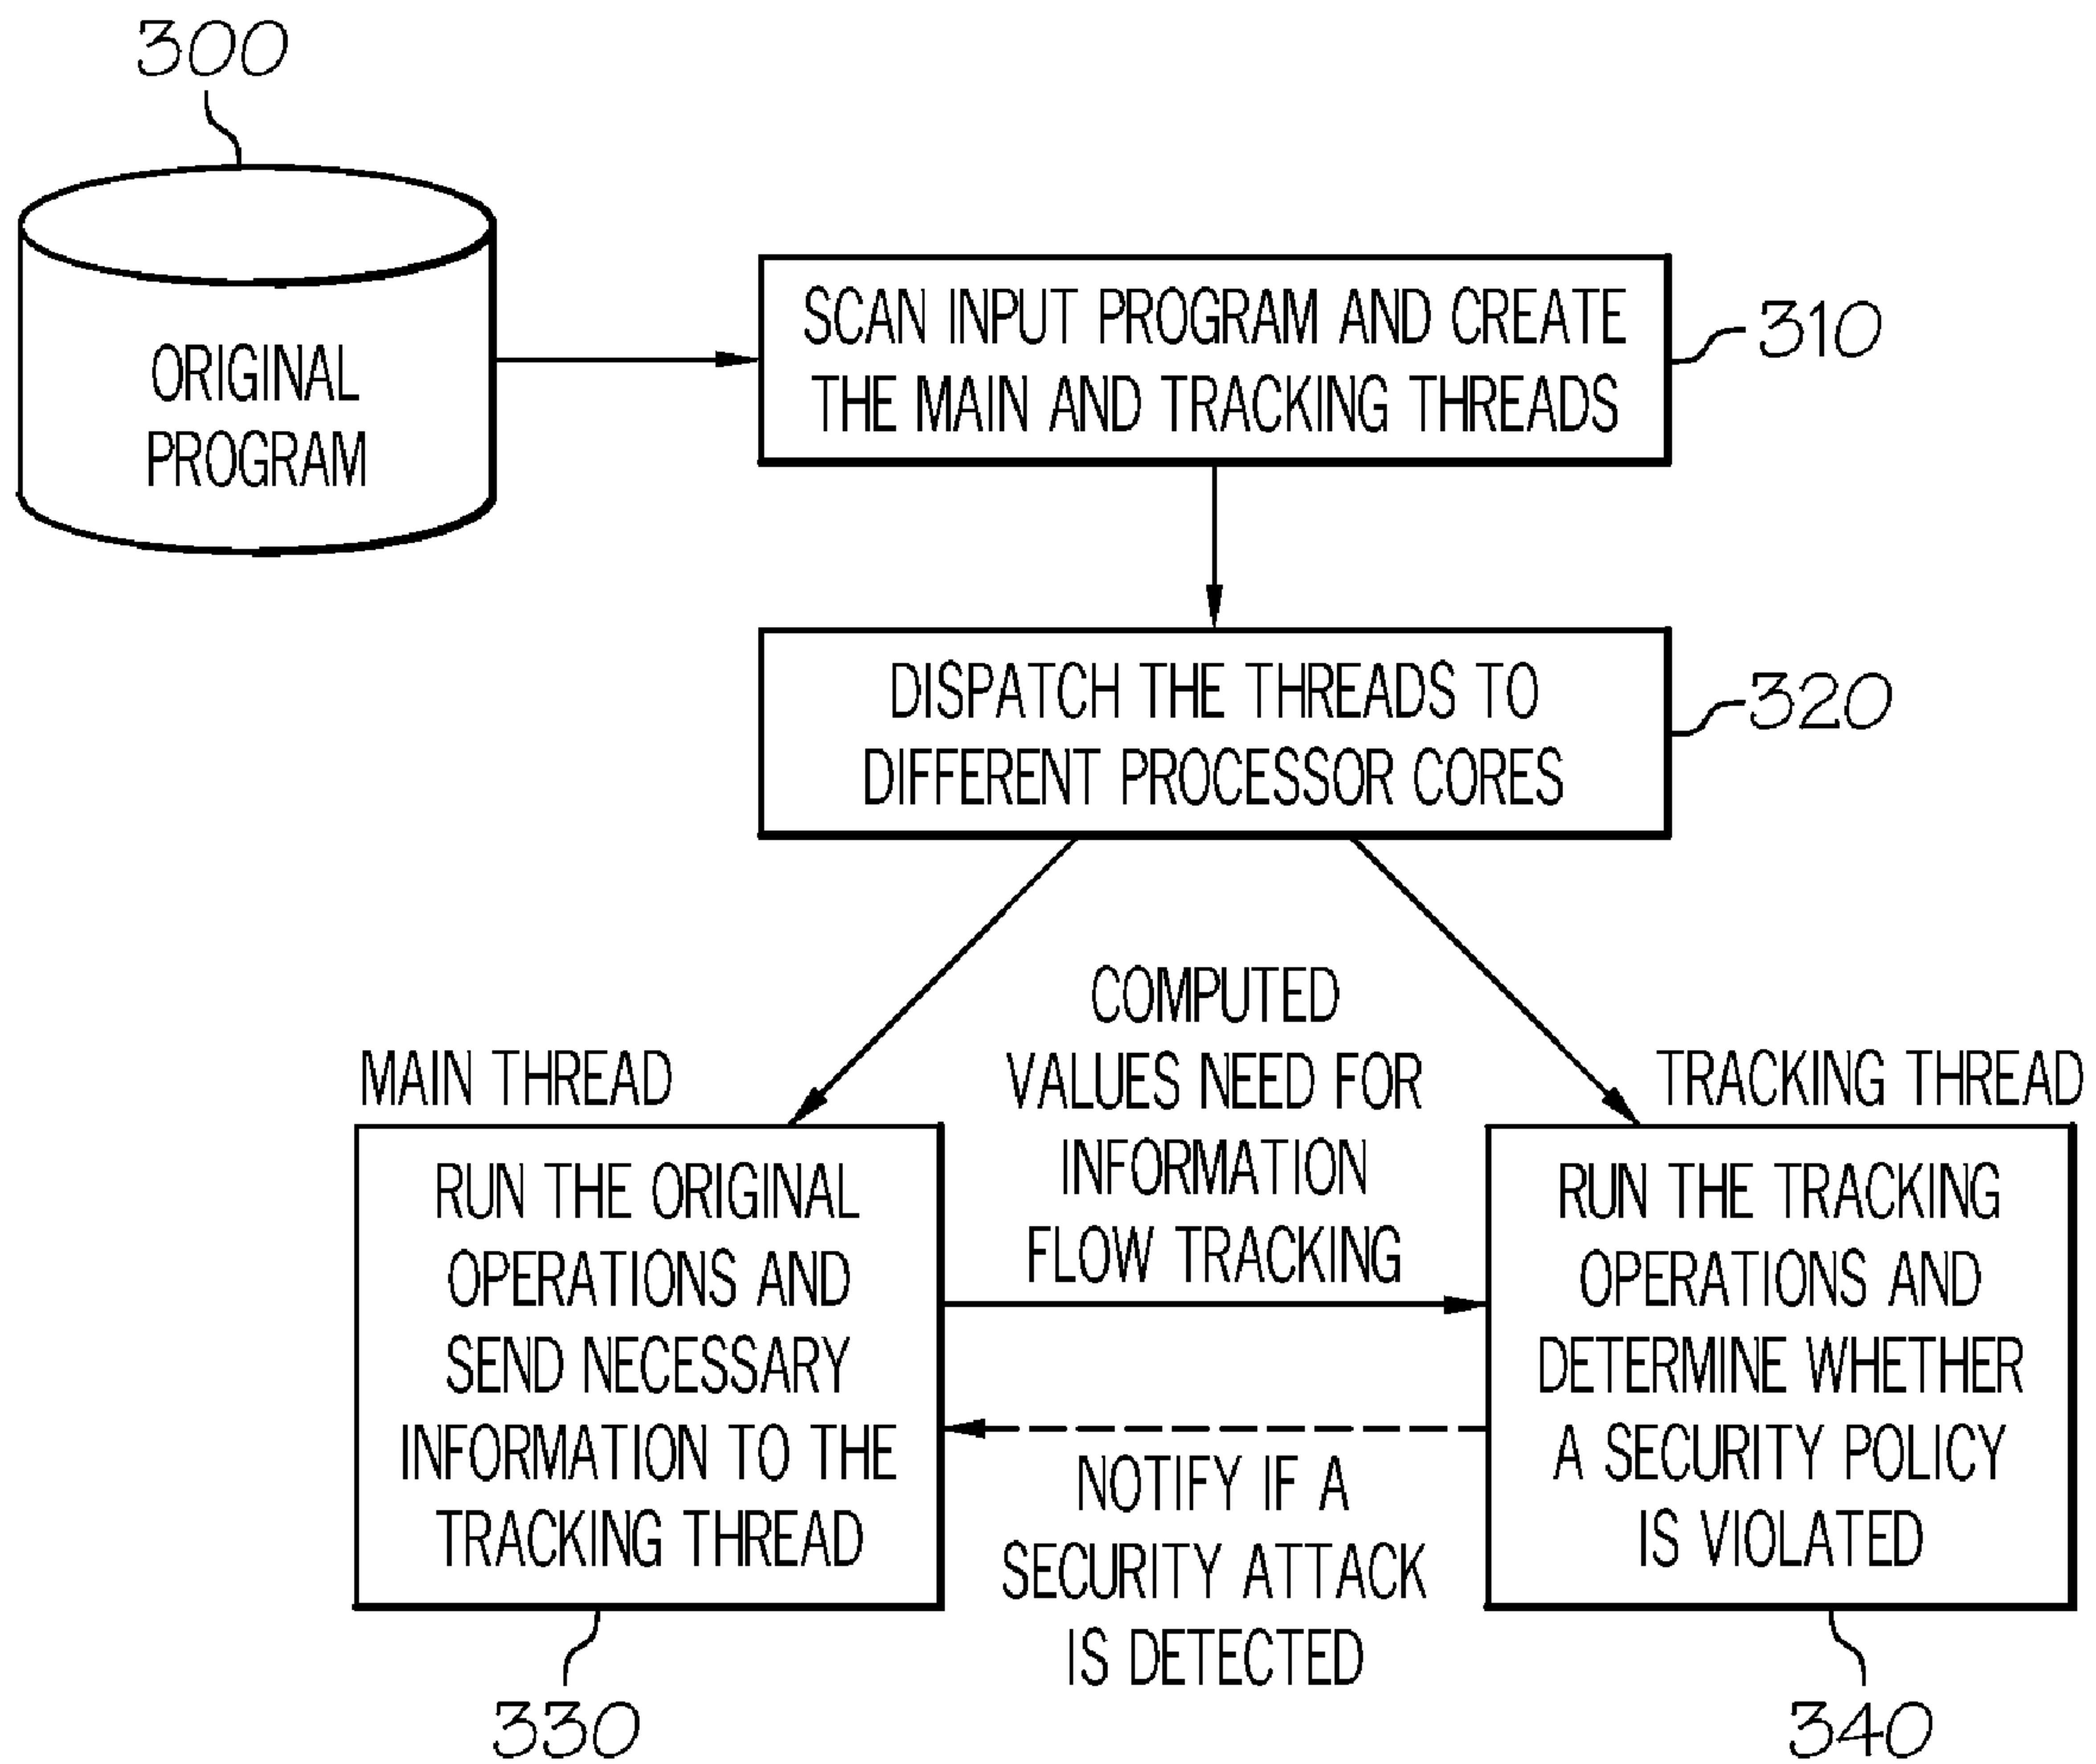 300
ORIGINAL
PROGRAM
SCAN INPUT PROGRAM AND CREATE
THE MAIN AND TRACKING THREADS
310
DISPATCH THE THREADS TO
DIFFERENT PROCESSOR CORES
320
MAIN THREAD
RUN THE ORIGINAL
OPERATIONS AND
SEND NECESSARY
INFORMATION TO THE
TRACKING THREAD
330
COMPUTED
VALUES NEED FOR
INFORMATION
FLOW TRACKING
NOTIFY IF A
SECURITY ATTACK
IS DETECTED
TRACKING THREAD
RUN THE TRACKING
OPERATIONS AND
DETERMINE WHETHER
A SECURITY POLICY
IS VIOLATED
340